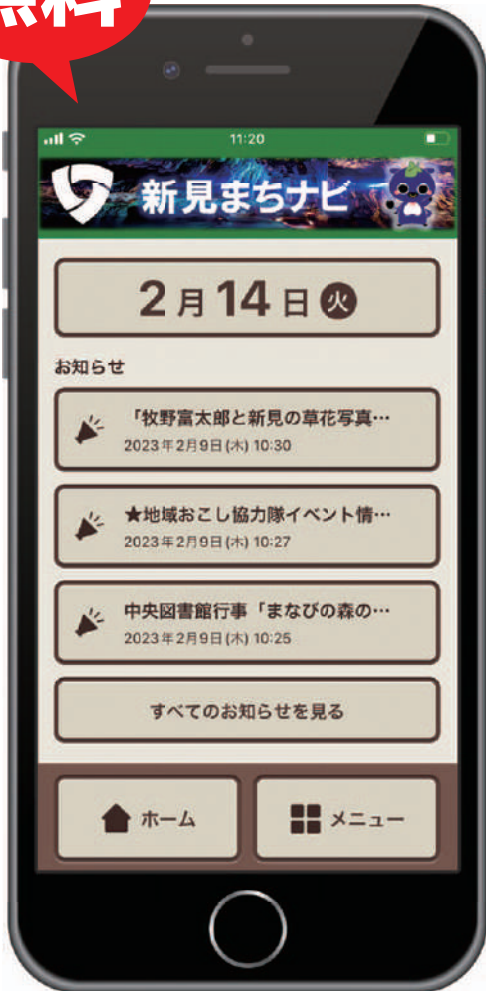 無料
11:20
新見まちナビ
2月14日火
お知らせ
「牧野富太郎と新見の草花写真…
2023年2月9日(木) 10:30
★地域おこし協力隊イベント情…
2023年2月9日(木) 10:27
中央図書館行事「まなびの森の…
2023年2月9日(木) 10:25
すべてのお知らせを見る
ホーム
メニュー